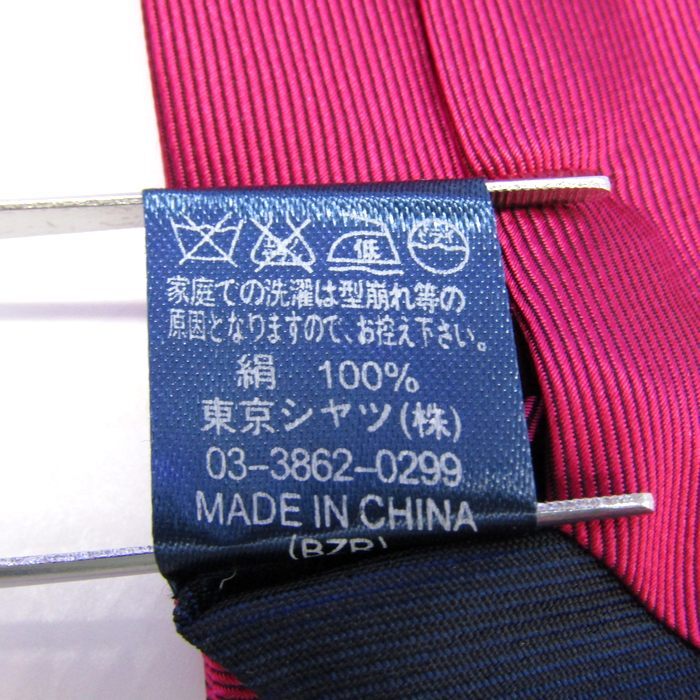 低
家庭での洗濯は型崩れ等の
原因となりますので、お控え下さい。
絹 100%
東京シャツ(株)
03-3862-0299
MADE IN CHINA
(BZR)